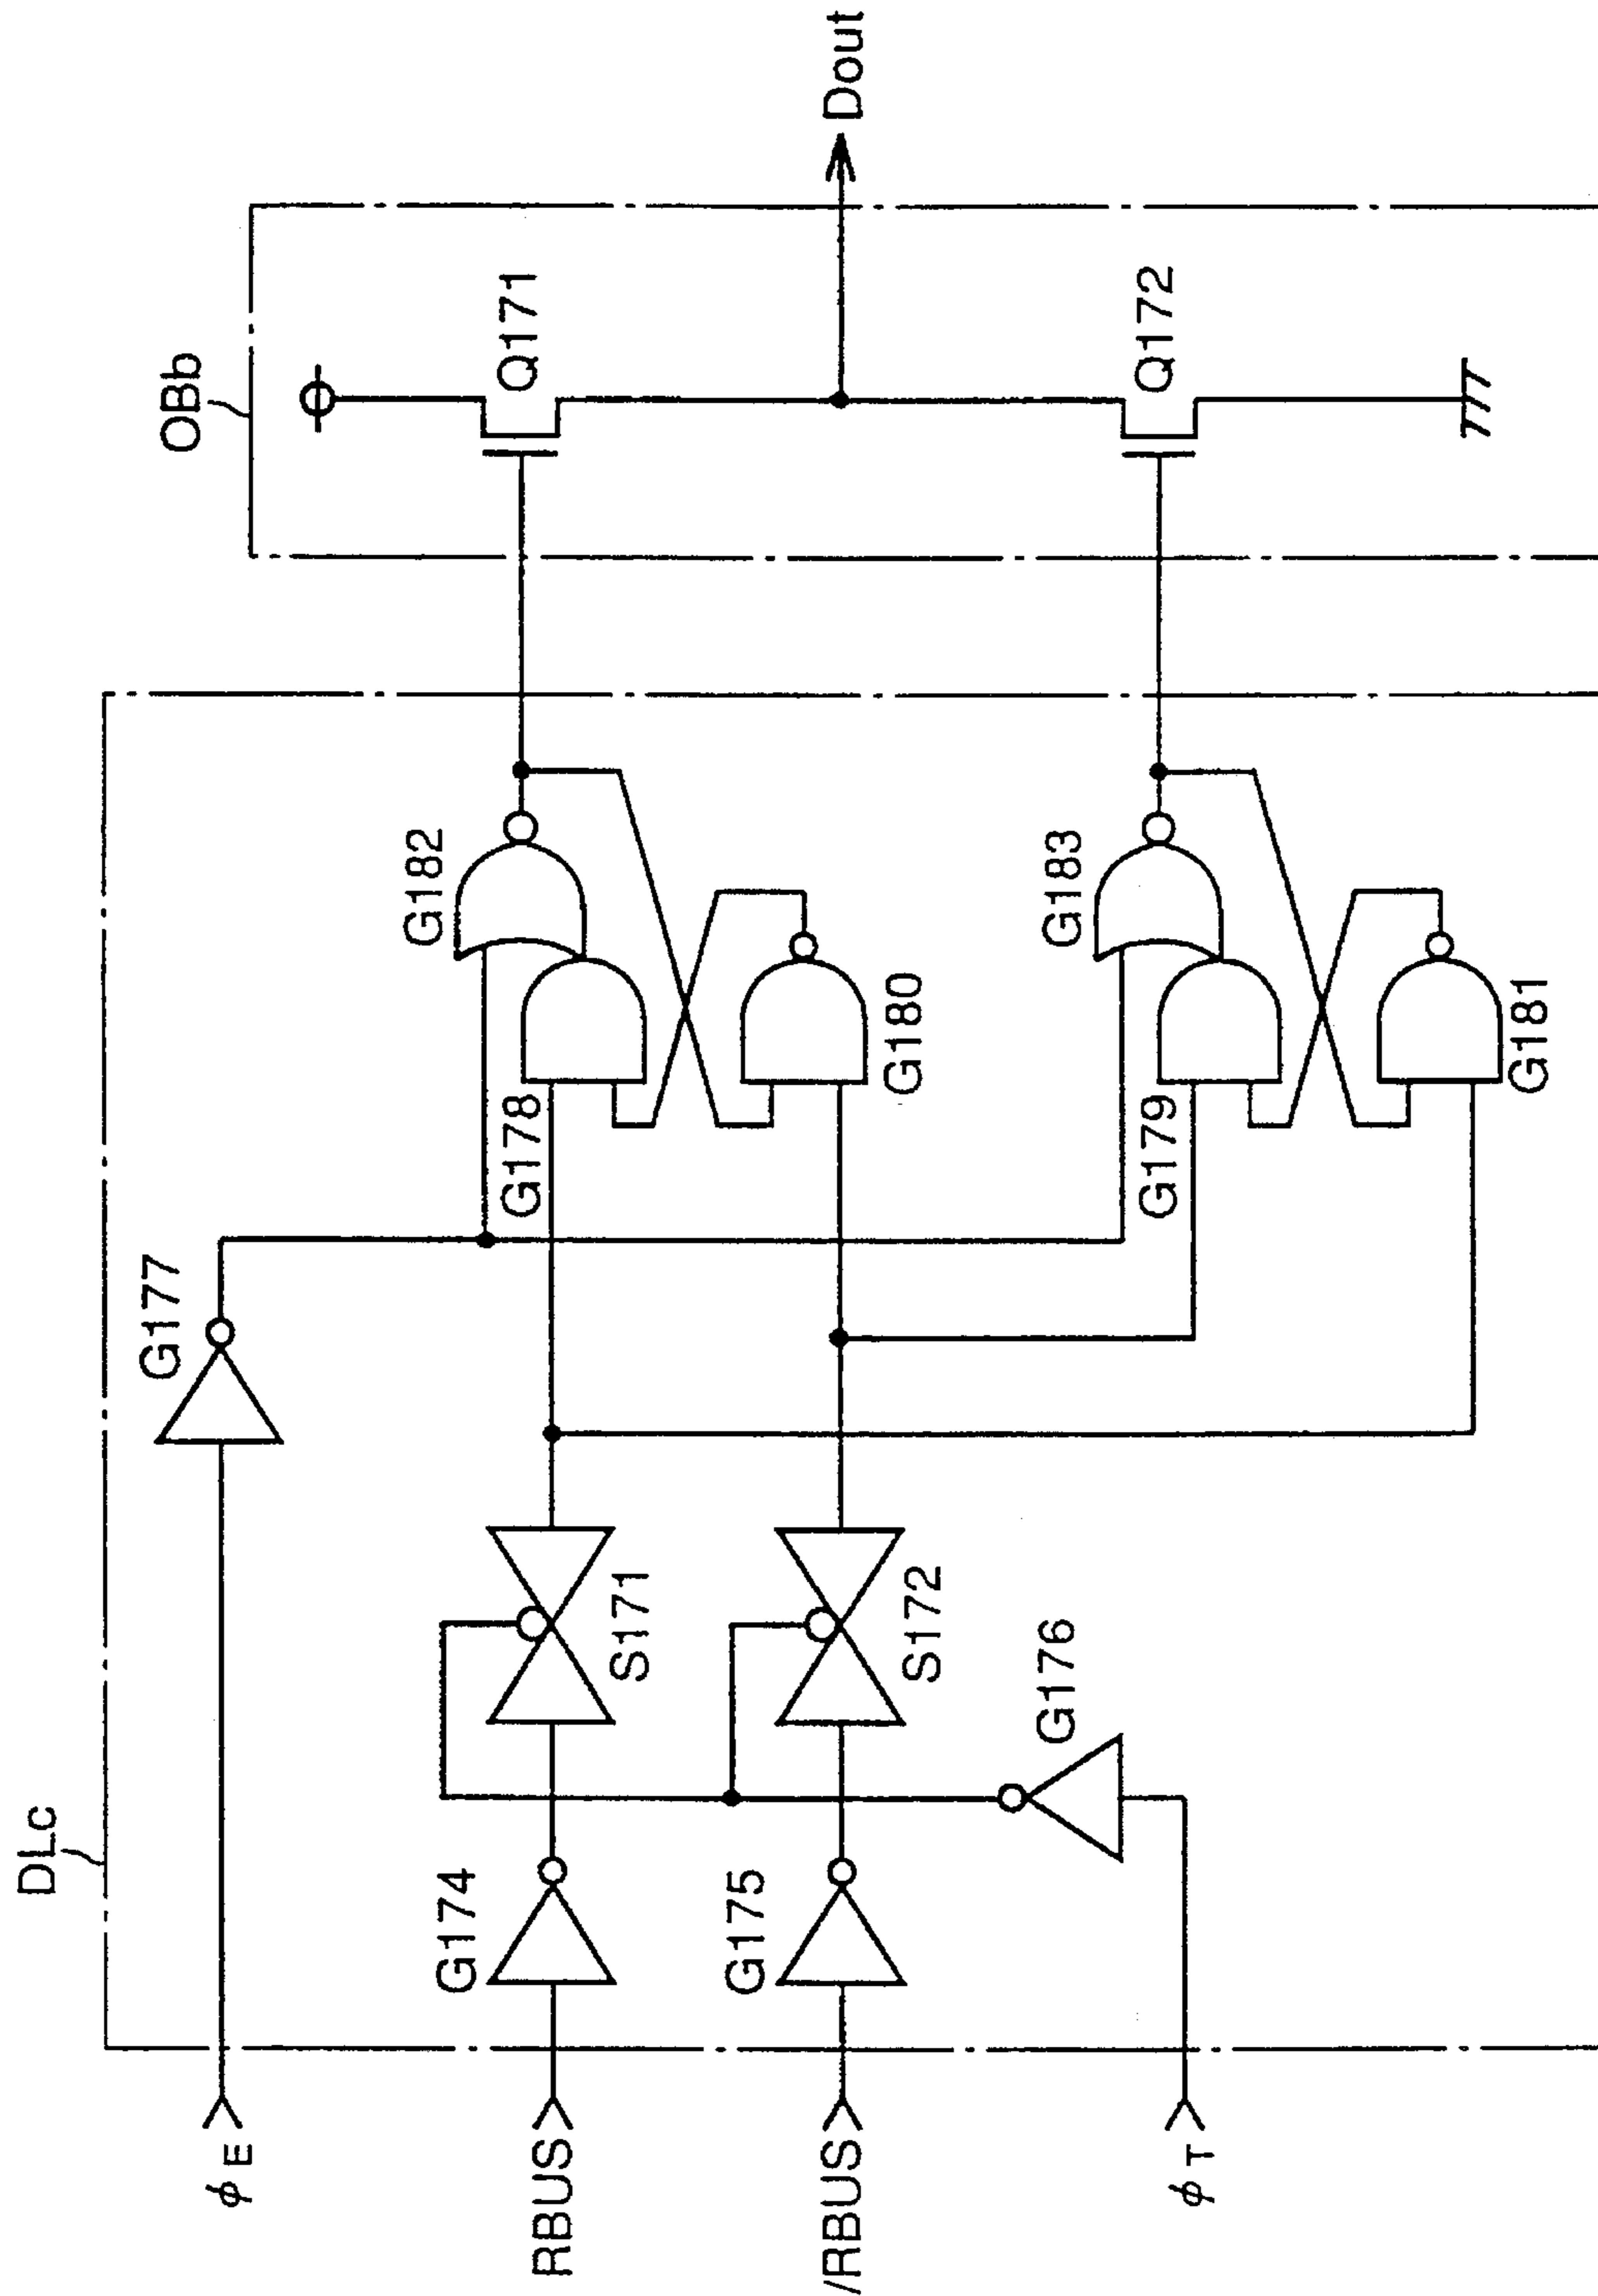 DLc
OBb
ϕE
G177
RBUS
G174
S171
G178
G182
Q171
/RBUS
G175
S172
G180
Dout
G176
G179
G183
Q172
ϕT
G181